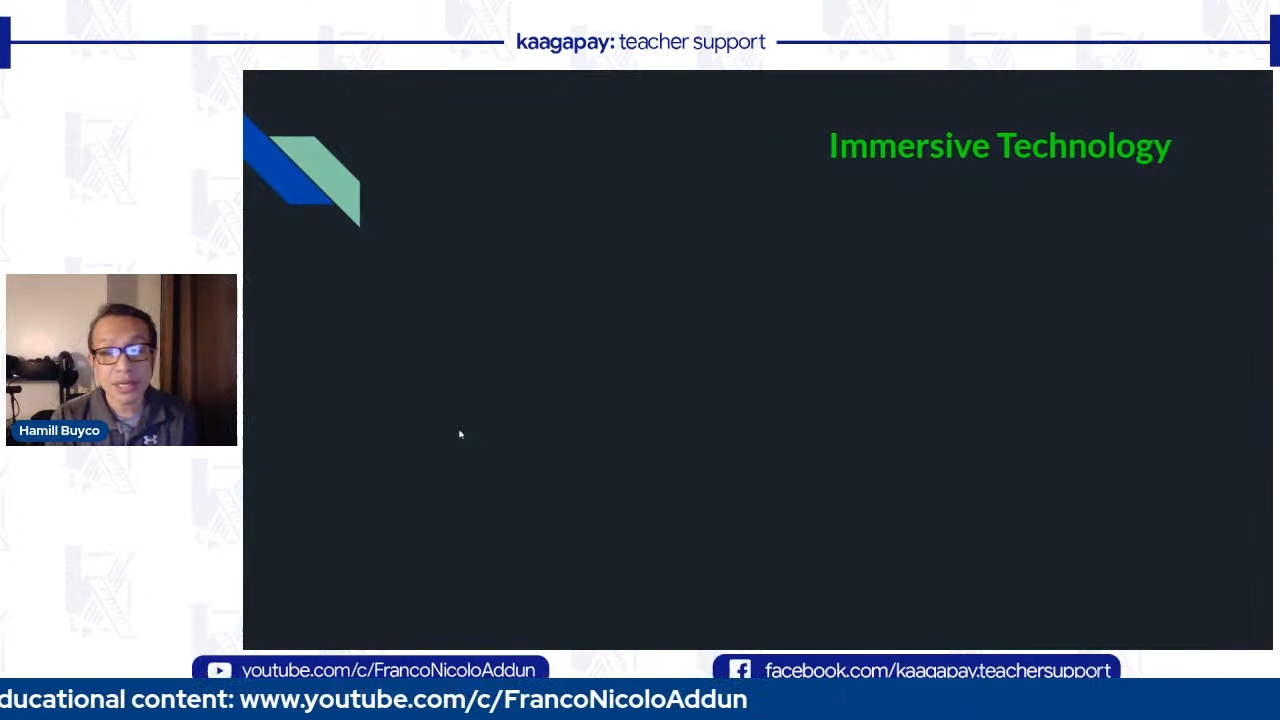 kaagapay: teacher support
Immersive Technology
Hamill Buyco
youtube.com/c/FrancoNicoloAddun
facebook.com/kaagapay.teachersupport
ducational content: www.youtube.com/c/FrancoNicoloAddun